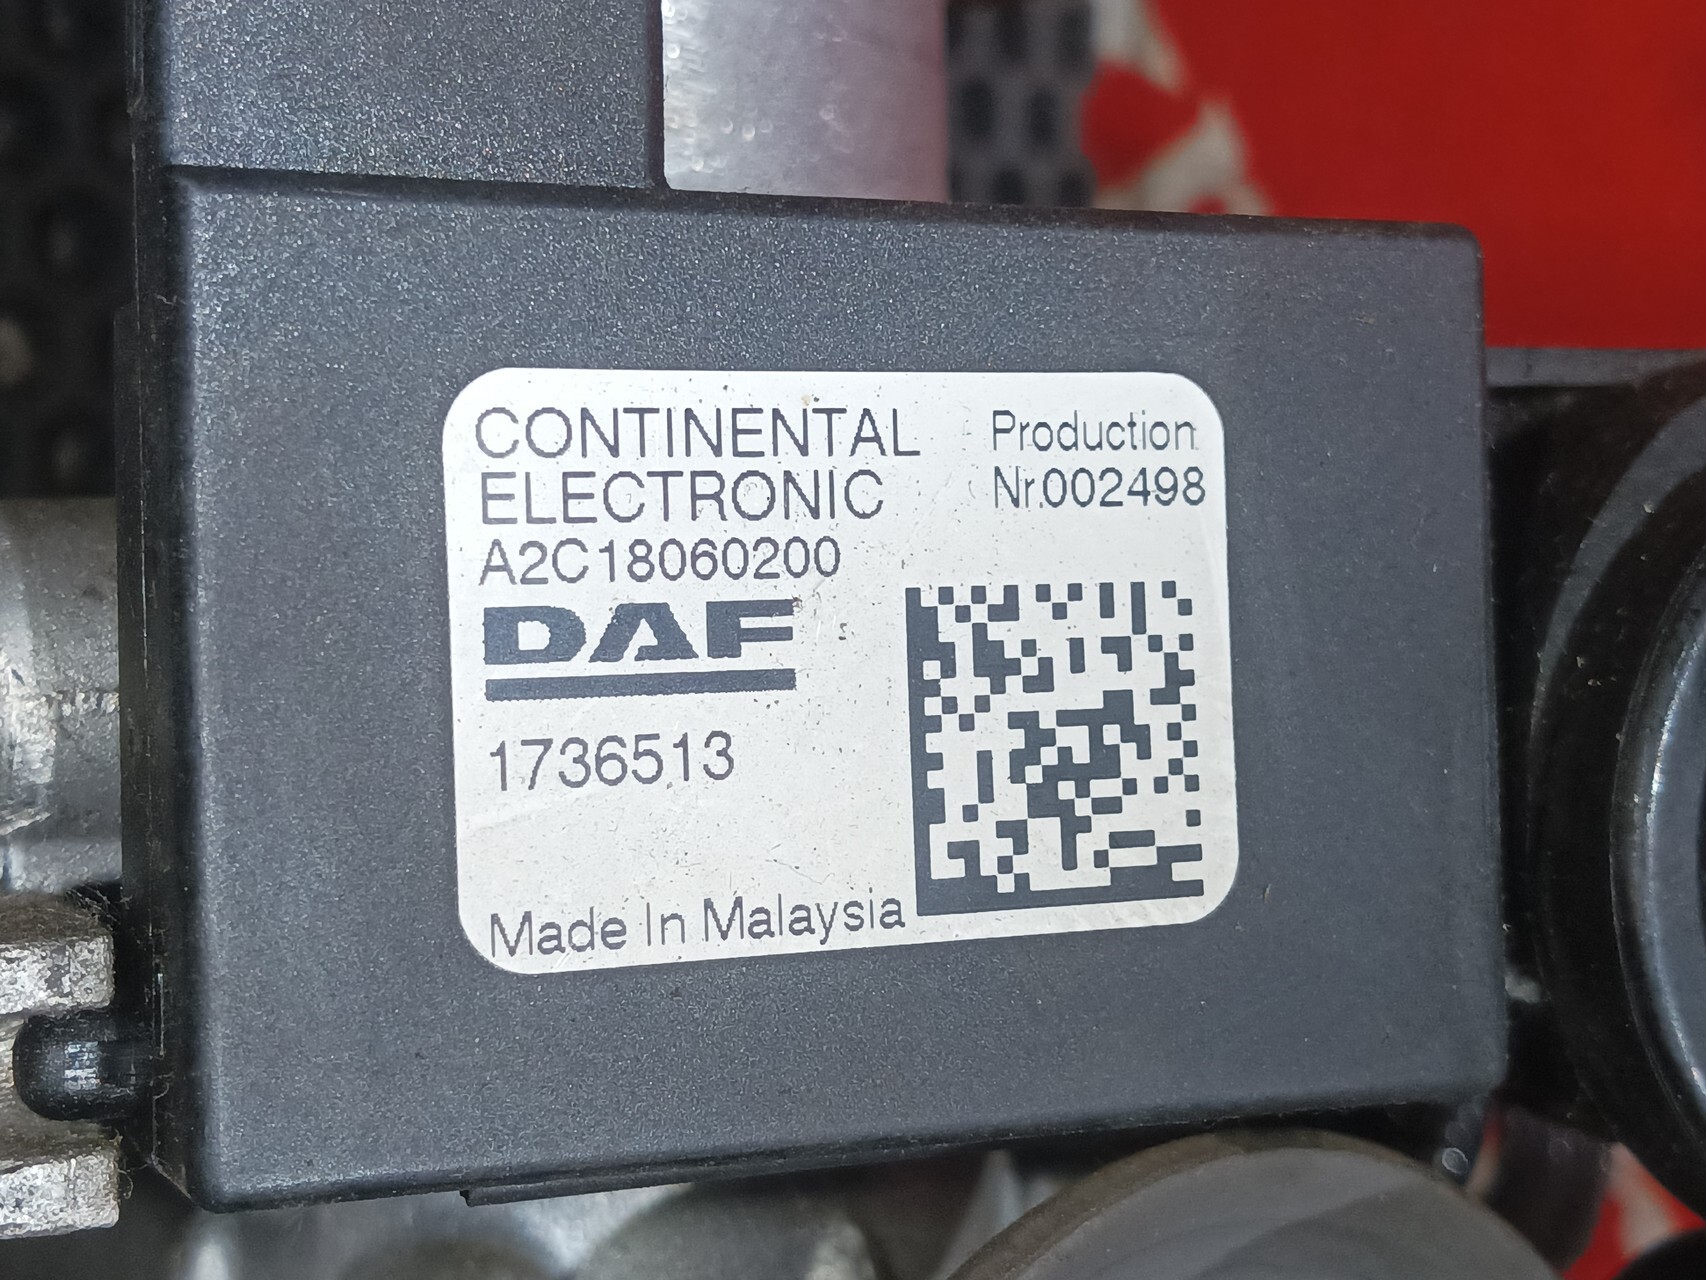 CONTINENTAL
ELECTRONIC
A2C18060200
Production
Nr.002498
DAF
1736513
Made In Malaysia